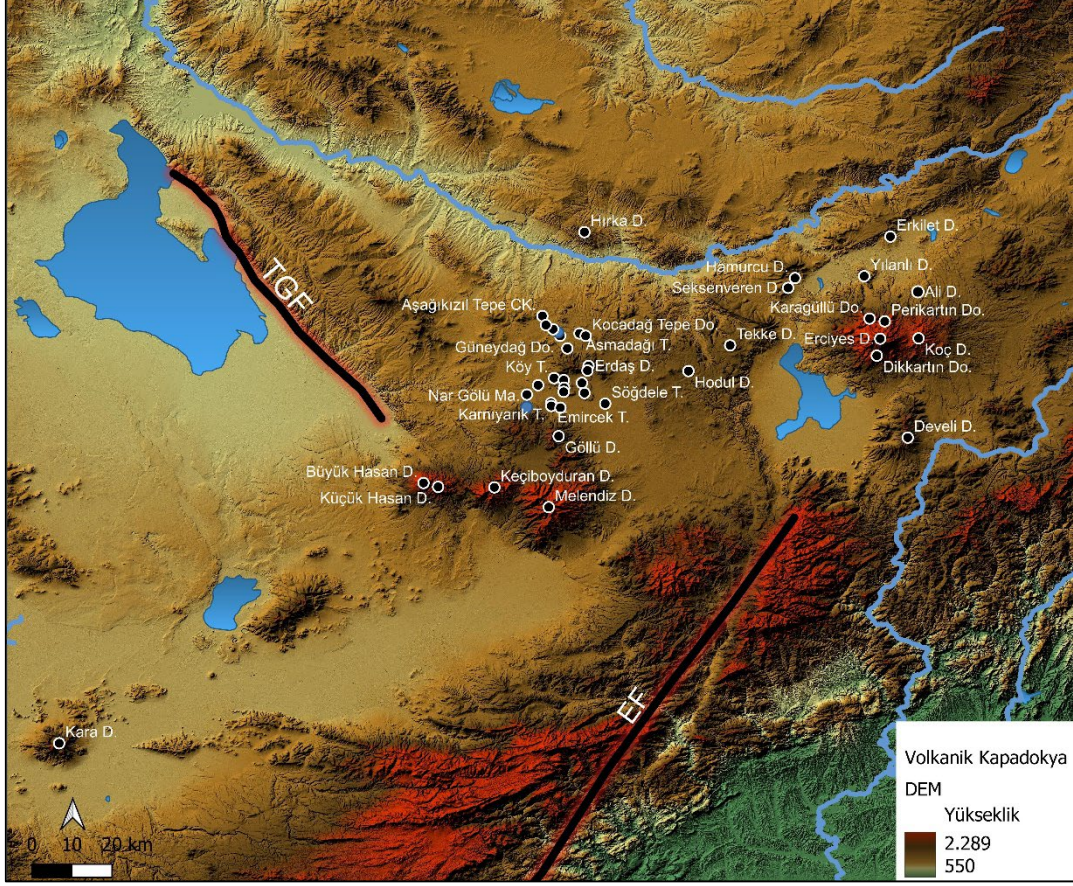 Hırka D.
Erkilet D.
Hamurcu D.
Yılanlı D.
Seksenveren D.
Ali D.
TGF
Aşağıkızıl Tepe CK.
Karagüllü Do.
Perikartın Do.
Kocadağ Tepe Do.
Tekke D.
Güneydağ Do.
Asmadağı T.
Erciyes D.
Koç D.
Köy T.
Erdaş D.
Dikkartın Do.
Hodul D.
Nar Gölü Ma.
Söğdele T.
Karnıyarık T.
Emircek T.
Göllü D.
Develi D.
Büyük Hasan D.
Keçiboyduran D.
Küçük Hasan D.
Melendiz D.
EF
Kara D.
0 10 20 km
Volkanik Kapadokya
DEM
Yükseklik
2.289
550